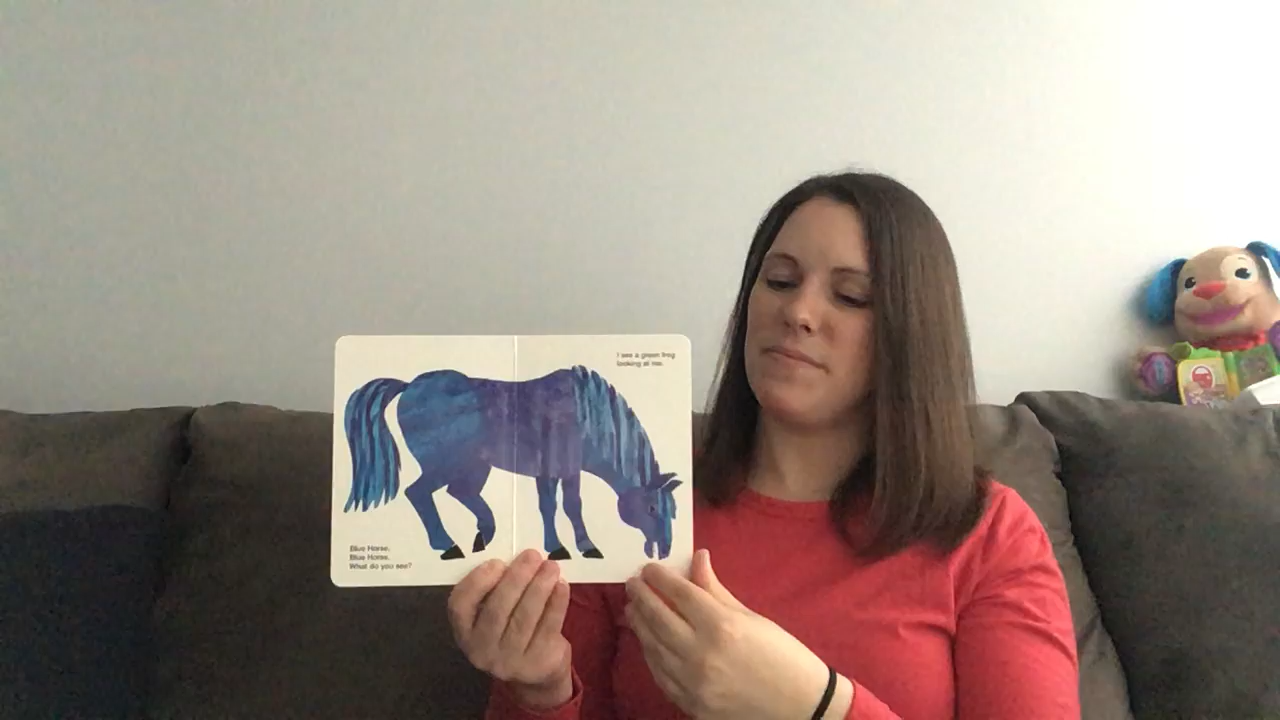 I see a green frog
looking at me.
Blue Horse,
Blue Horse,
What do you see?